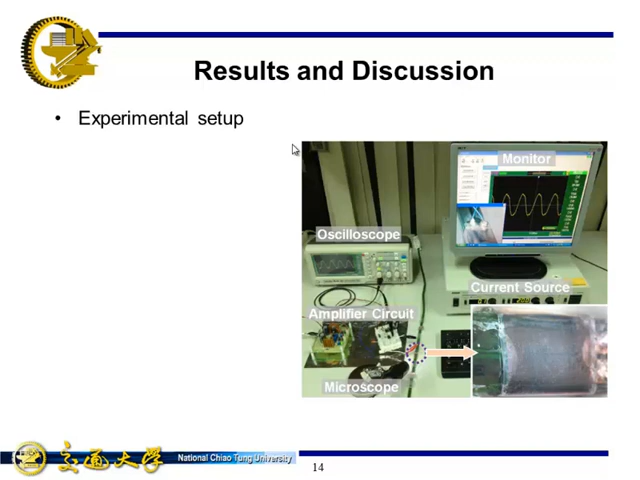 Results and Discussion
• Experimental setup
Monitor
Oscilloscope
Current Source
Amplifier Circuit
Microscope
交通大學
National Chiao Tung University
14